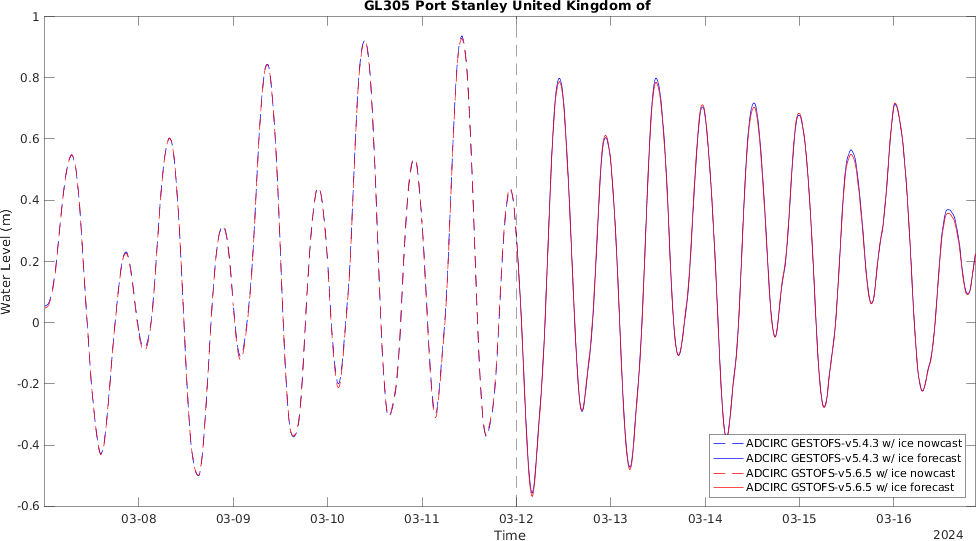 GL305 Port Stanley United Kingdom of
1
0.8
0.6
0.4
0.2
0
-0.2
-0.4
-0.6
Water Level (m)
03-08 03-09 03-10 03-11 03-12 03-13 03-14 03-15 03-16
Time
2024
ADCIRC GESTOFS-v5.4.3 w/ ice nowcast
ADCIRC GESTOFS-v5.4.3 w/ ice forecast
ADCIRC GSTOFS-v5.6.5 w/ ice nowcast
ADCIRC GSTOFS-v5.6.5 w/ ice forecast